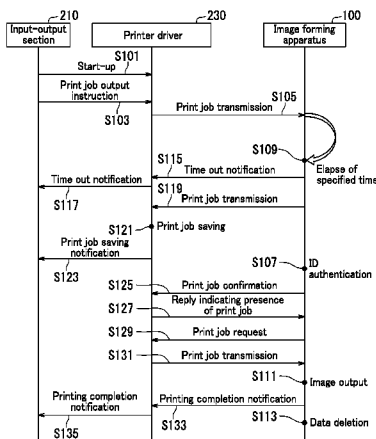 210
230
100
Input-output
section
Printer driver
Image forming
apparatus
S101
Start-up
Print job output
instruction
S103
Print job transmission
S105
S109
S115
Time out notification
Elapse of
specified time
Time out notification
S119
S117
Print job transmission
S121
Print job saving
Print job saving
notification
S123
S107
ID
authentication
S125
Print job confirmation
S127
Reply indicating presence
of print job
S129
Print job request
S131
Print job transmission
S111
Image output
Printing completion
notification
Printing completion notification
S133
S113
Data deletion
S135